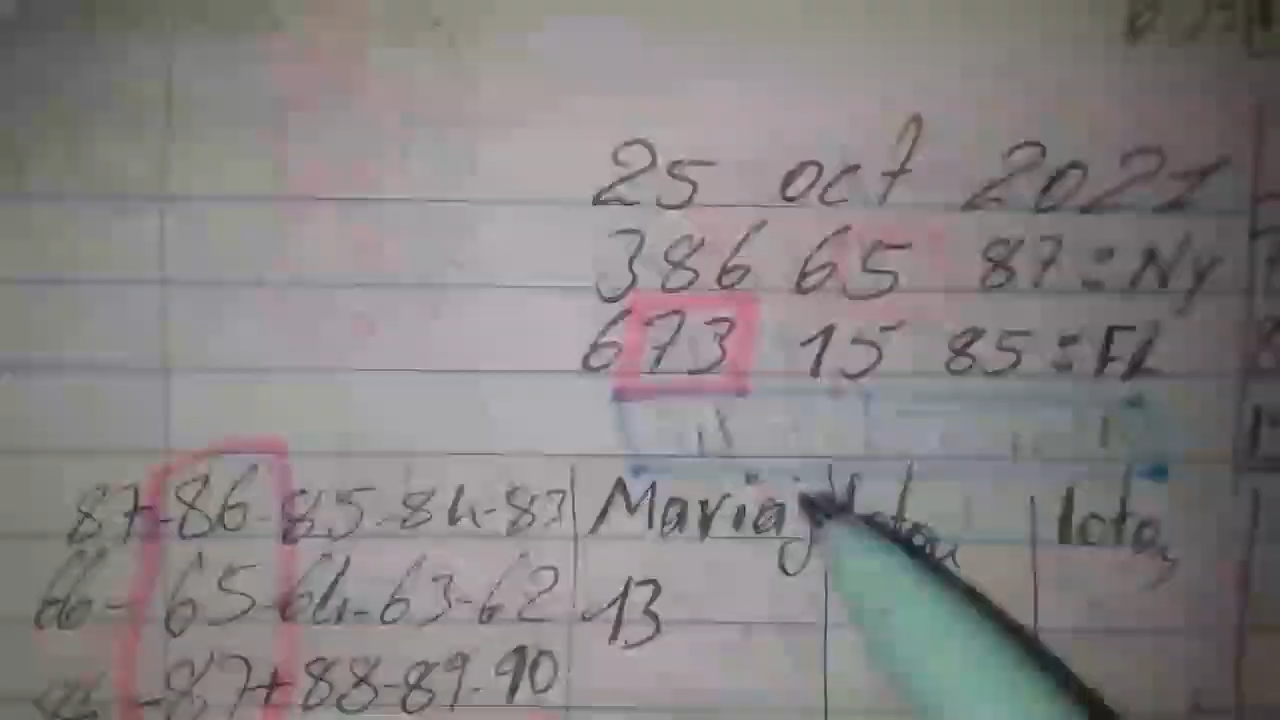 25 oct 2021
386 65 87 = Ny
673 15 85 = FL
87-86-85-84-83 Mariaj
66-65-64-63-62 13
-87+88-89-90